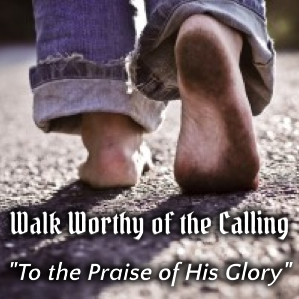 Walk Worthy of the Calling
"To the Praise of His Glory"